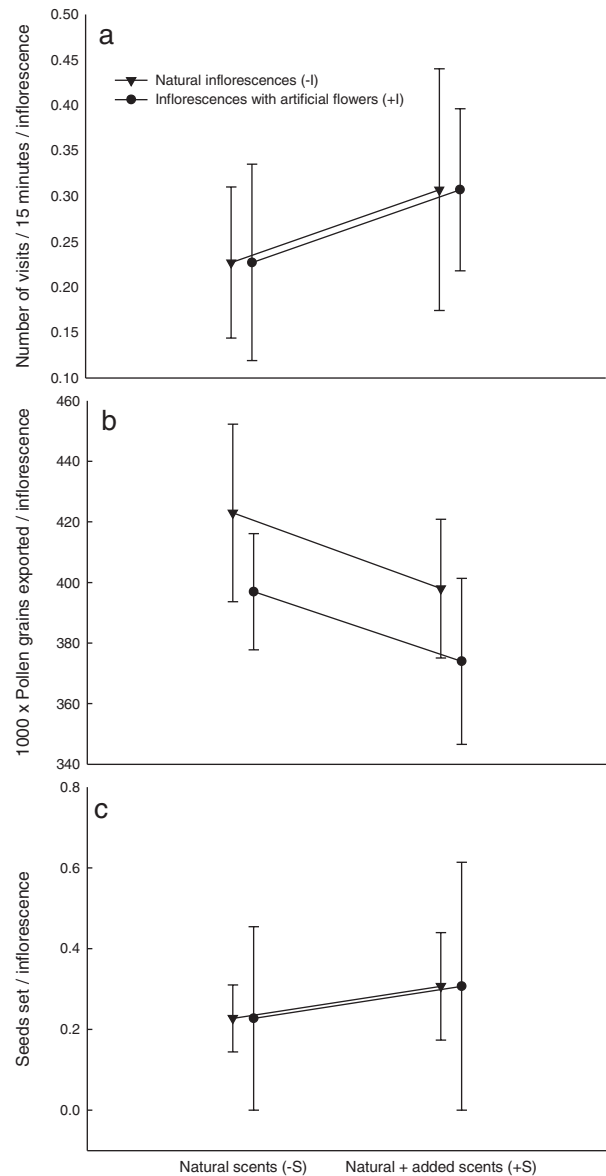 a
Number of visits / 15 minutes / inflorescence
0.50
0.45
0.40
0.35
0.30
0.25
0.20
0.15
0.10
Natural inflorescences (-I)
Inflorescences with artificial flowers (+I)
b
1000 x Pollen grains exported / inflorescence
460
440
420
400
380
360
340
c
Seeds set / inflorescence
0.8
0.6
0.4
0.2
0.0
Natural scents (-S)
Natural + added scents (+S)